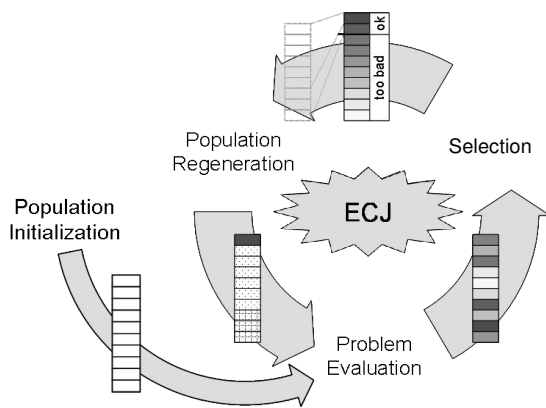 ok
too bad
Population
Regeneration
Selection
ECJ
Population
Initialization
Problem
Evaluation